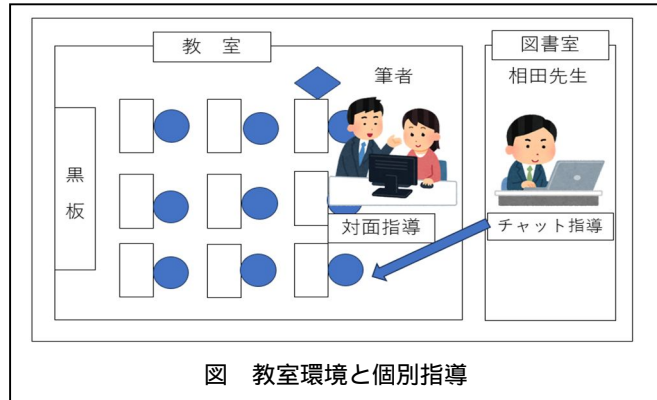 教　室
図書室
筆者
相田先生
黒板
対面指導
チャット指導
図　教室環境と個別指導